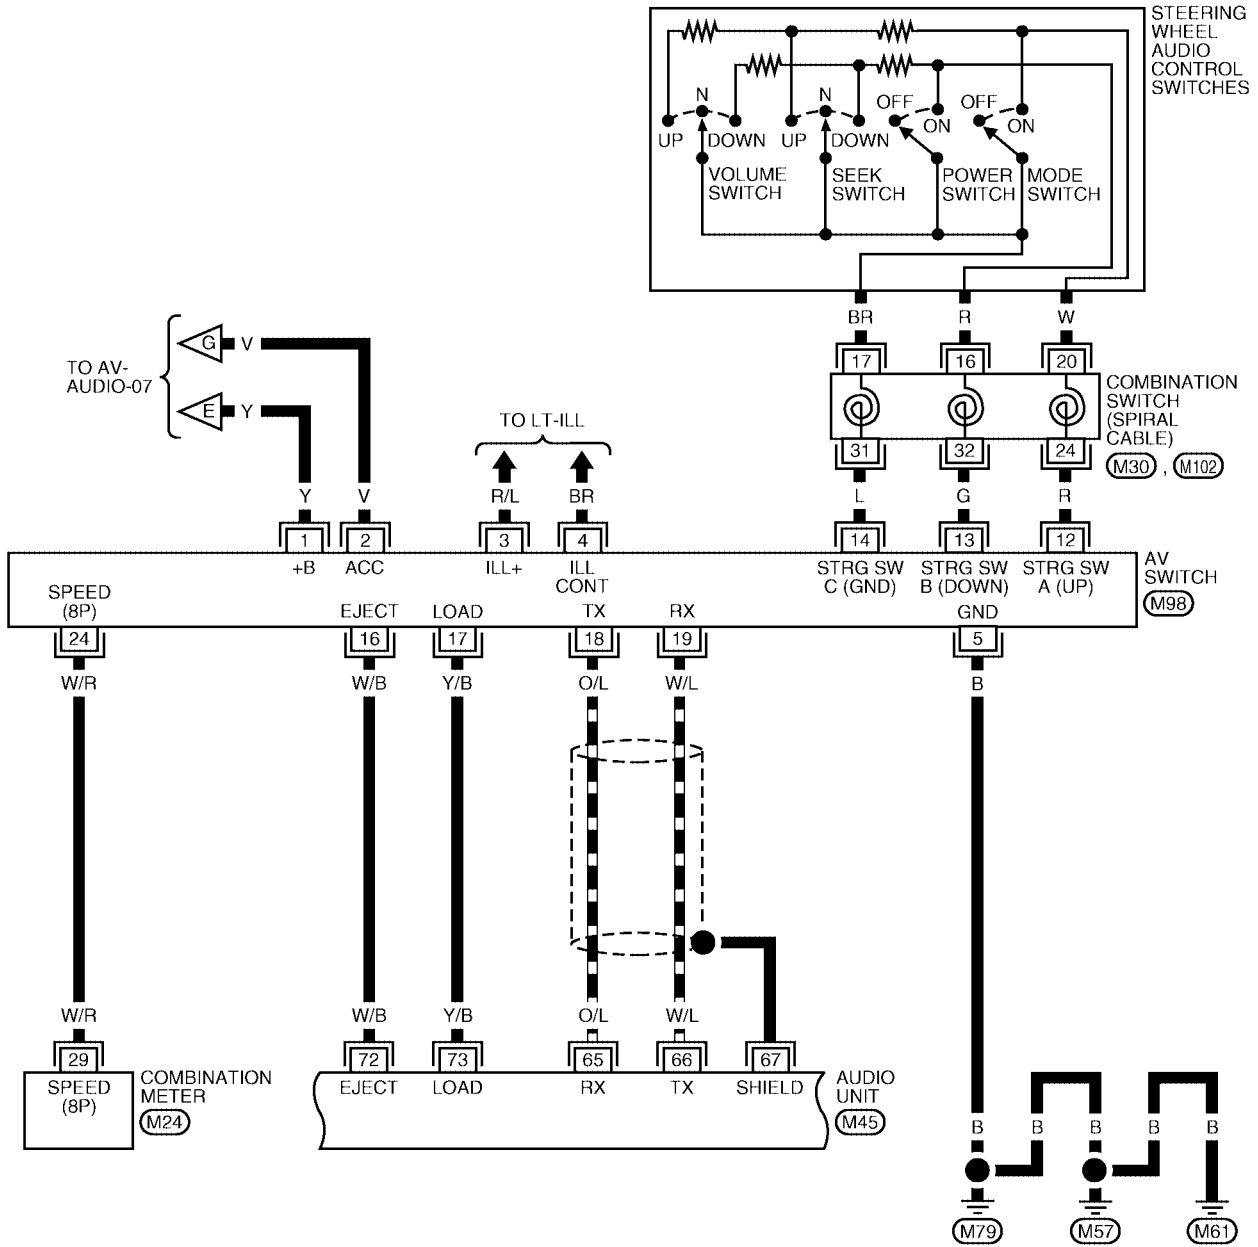 STEERING
WHEEL
AUDIO
CONTROL
SWITCHES
N
N
OFF
OFF
UP
DOWN
UP
DOWN
ON
ON
VOLUME
SWITCH
SEEK
SWITCH
POWER
SWITCH
MODE
SWITCH
BR
R
W
17
16
20
COMBINATION
SWITCH
(SPIRAL
CABLE)
M30 , M102
31
32
24
L
G
R
TO AV-
AUDIO-07
G
V
E
Y
TO LT-ILL
Y
V
R/L
BR
1
2
3
4
14
13
12
+B
ACC
ILL+
ILL
CONT
STRG SW
C (GND)
STRG SW
B (DOWN)
STRG SW
A (UP)
AV
SWITCH
M98
SPEED
(8P)
EJECT
LOAD
TX
RX
GND
24
16
17
18
19
5
W/R
W/B
Y/B
O/L
W/L
B
W/R
W/B
Y/B
O/L
W/L
29
72
73
65
66
67
SPEED
(8P)
COMBINATION
METER
M24
EJECT
LOAD
RX
TX
SHIELD
AUDIO
UNIT
M45
B
B
B
B
B
M79
M57
M61